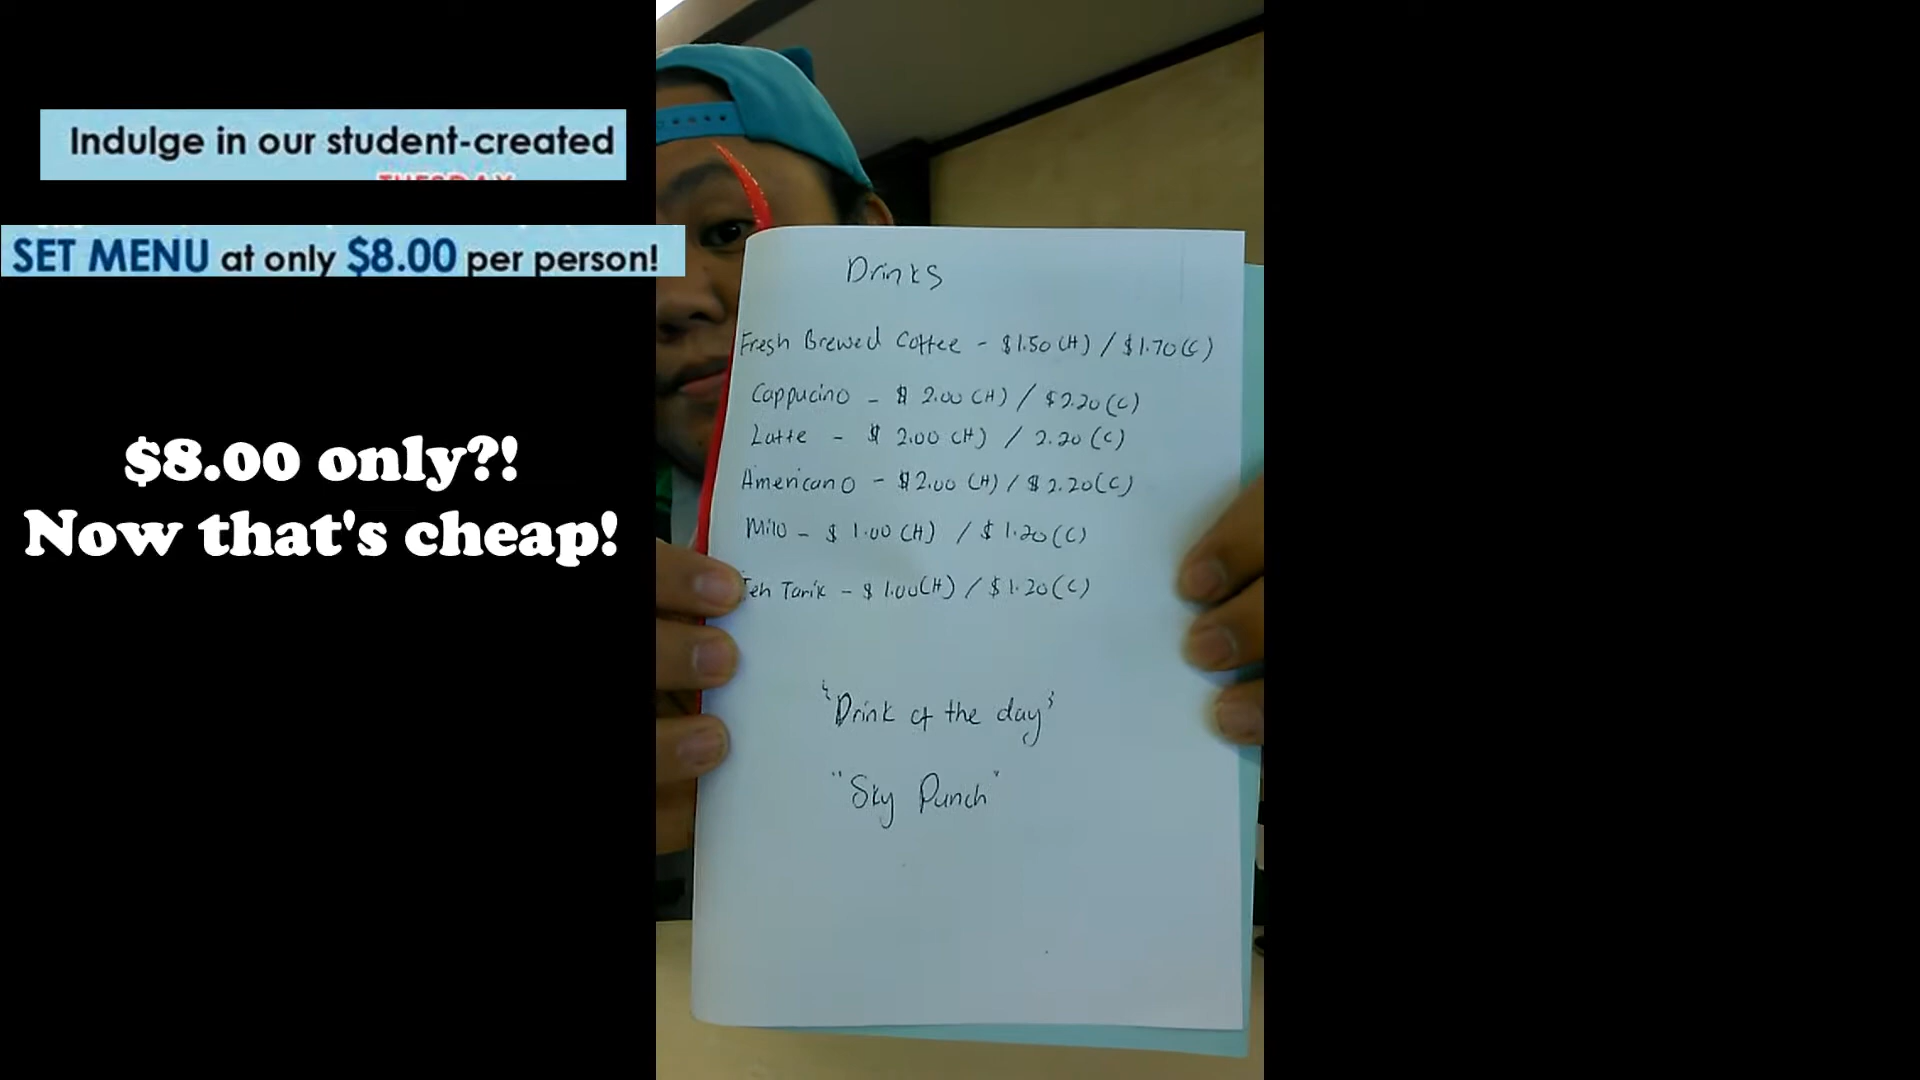 Indulge in our student-created
TUESDAY
SET MENU at only $8.00 per person!
$8.00 only?!
Now that's cheap!
Drinks
Fresh Brewed Coffee - $1.50 (H) / $1.70 (C)
Cappucino - $ 2.00 (H) / $2.20 (C)
Latte - $ 2.00 (H) / 2.20 (C)
Americano - $2.00 (H) / $2.20 (C)
Milo - $ 1.00 (H) / $ 1.20 (C)
Teh Tarik - $ 1.00 (H) / $1.20 (C)
'Drink of the day'
"Sky Punch"